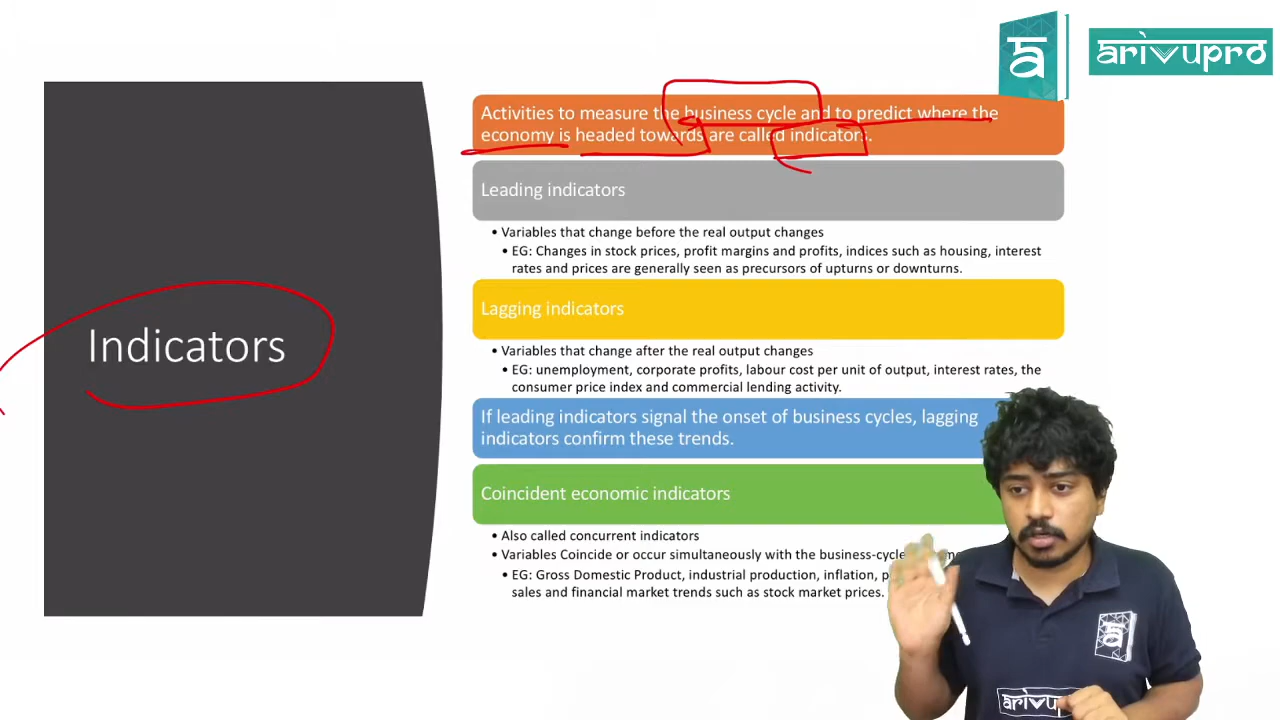 a
arivupro
Activities to measure the business cycle and to predict where the
economy is headed towards are called indicators.
Leading indicators
• Variables that change before the real output changes
• EG: Changes in stock prices, profit margins and profits, indices such as housing, interest
rates and prices are generally seen as precursors of upturns or downturns.
Indicators
Lagging indicators
• Variables that change after the real output changes
• EG: unemployment, corporate profits, labour cost per unit of output, interest rates, the
consumer price index and commercial lending activity.
If leading indicators signal the onset of business cycles, lagging
indicators confirm these trends.
Coincident economic indicators
• Also called concurrent indicators
• Variables Coincide or occur simultaneously with the business-cycle
• EG: Gross Domestic Product, industrial production, inflation,
sales and financial market trends such as stock market prices.
a
arivup